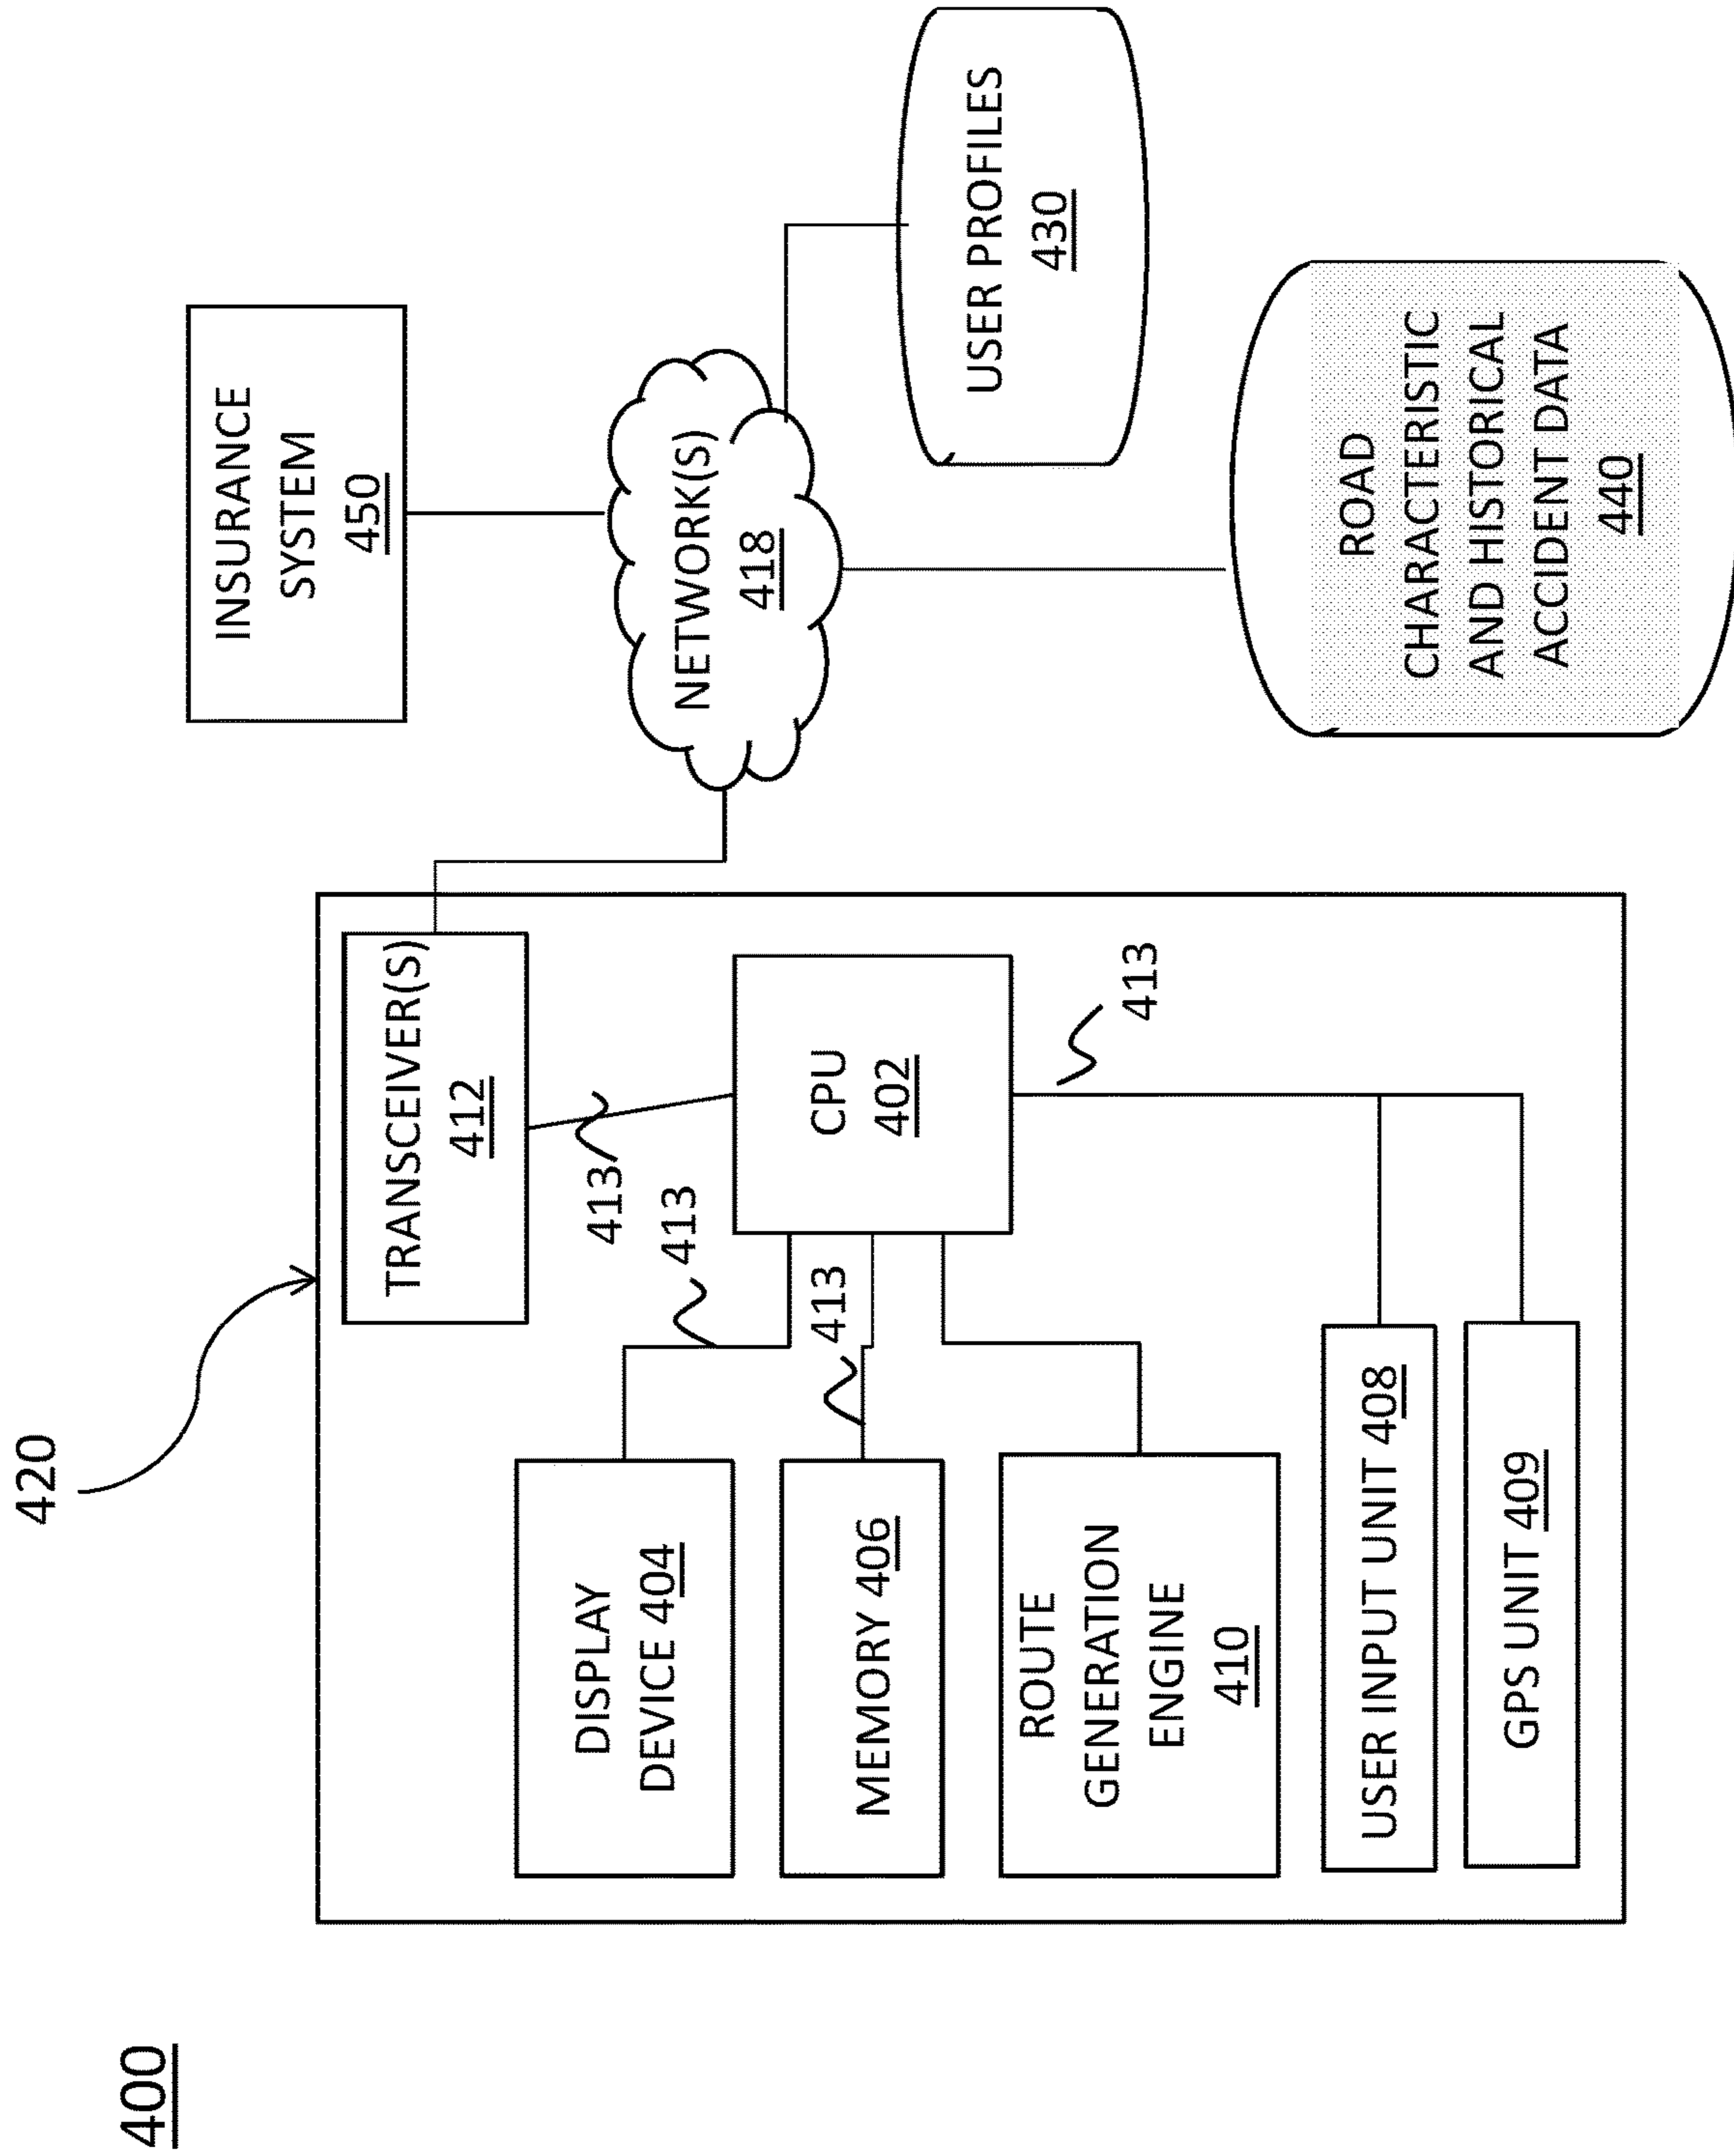 400
420
TRANSCEIVER(S)
412
413
413
413
413
CPU
402
DISPLAY
DEVICE 404
MEMORY 406
ROUTE
GENERATION
ENGINE
410
USER INPUT UNIT 408
GPS UNIT 409
INSURANCE
SYSTEM
450
NETWORK(S)
418
USER PROFILES
430
ROAD
CHARACTERISTIC
AND HISTORICAL
ACCIDENT DATA
440